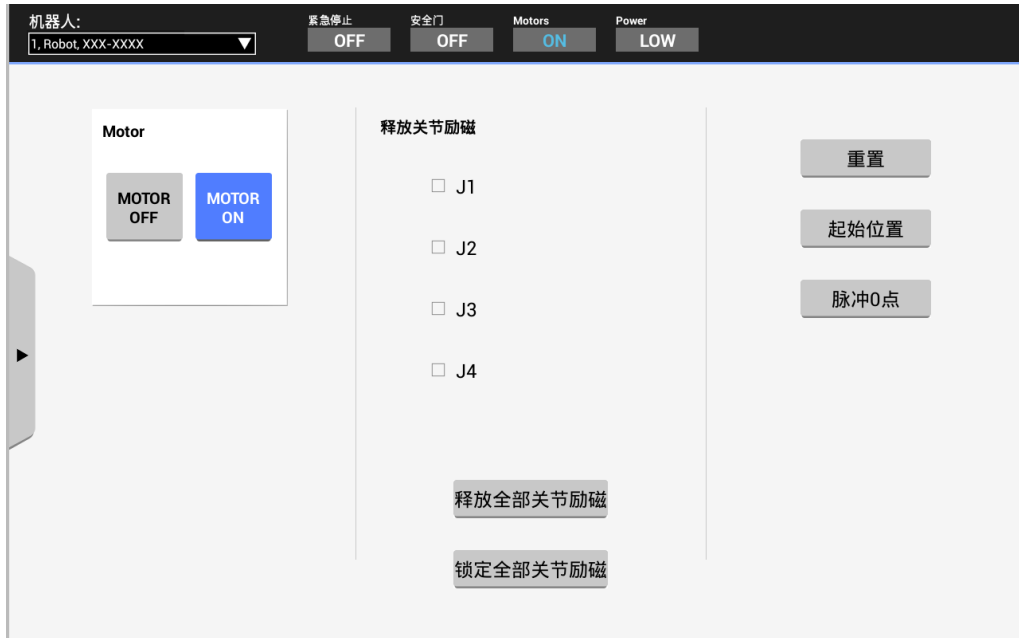 机器人:
紧急停止
安全门
Motors
Power
1, Robot, XXX-XXXX
OFF
OFF
ON
LOW
Motor
MOTOR
OFF
MOTOR
ON
释放关节励磁
J1
J2
J3
J4
释放全部关节励磁
锁定全部关节励磁
重置
起始位置
脉冲0点